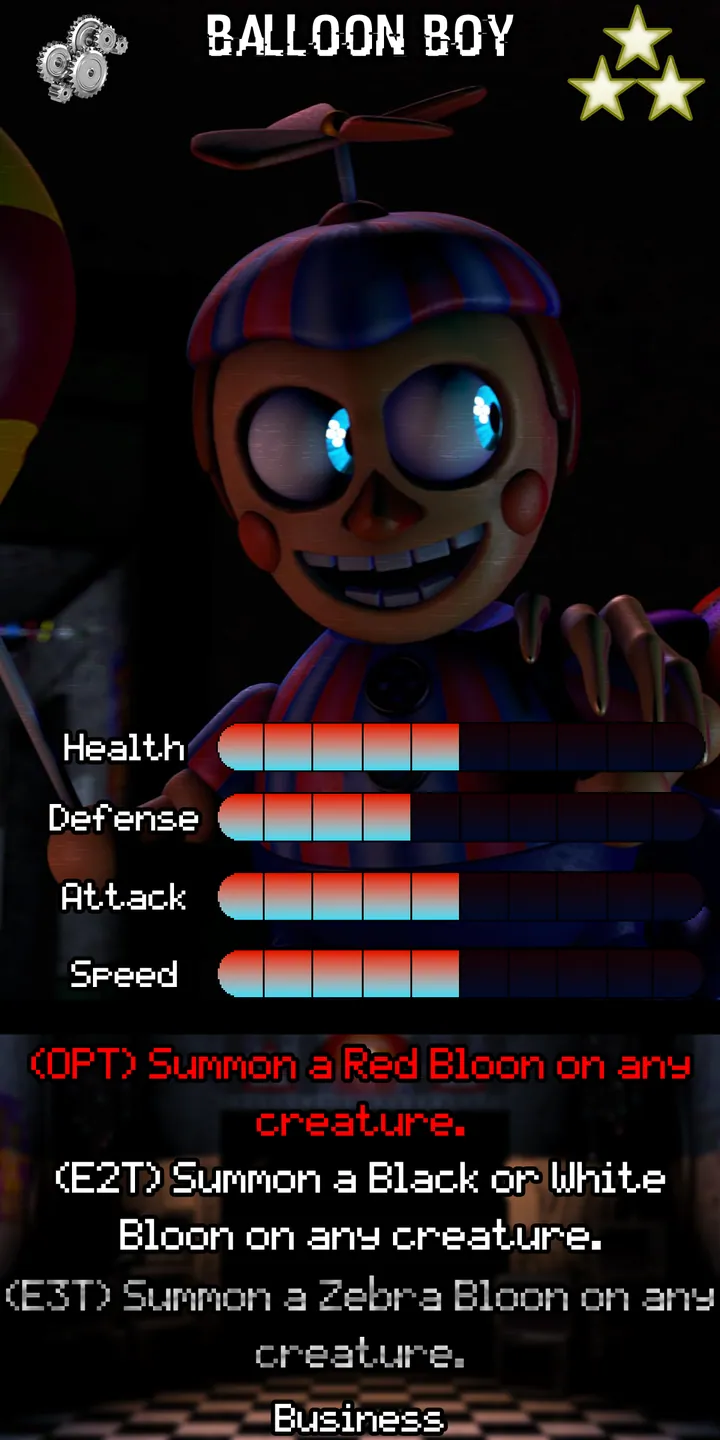 BALLOON BOY
Health
Defense
Attack
Speed
(OPT) Summon a Red Bloon on any
creature.
(E2T) Summon a Black or White
Bloon on any creature.
(E3T) Summon a Zebra Bloon on any
creature.
Business